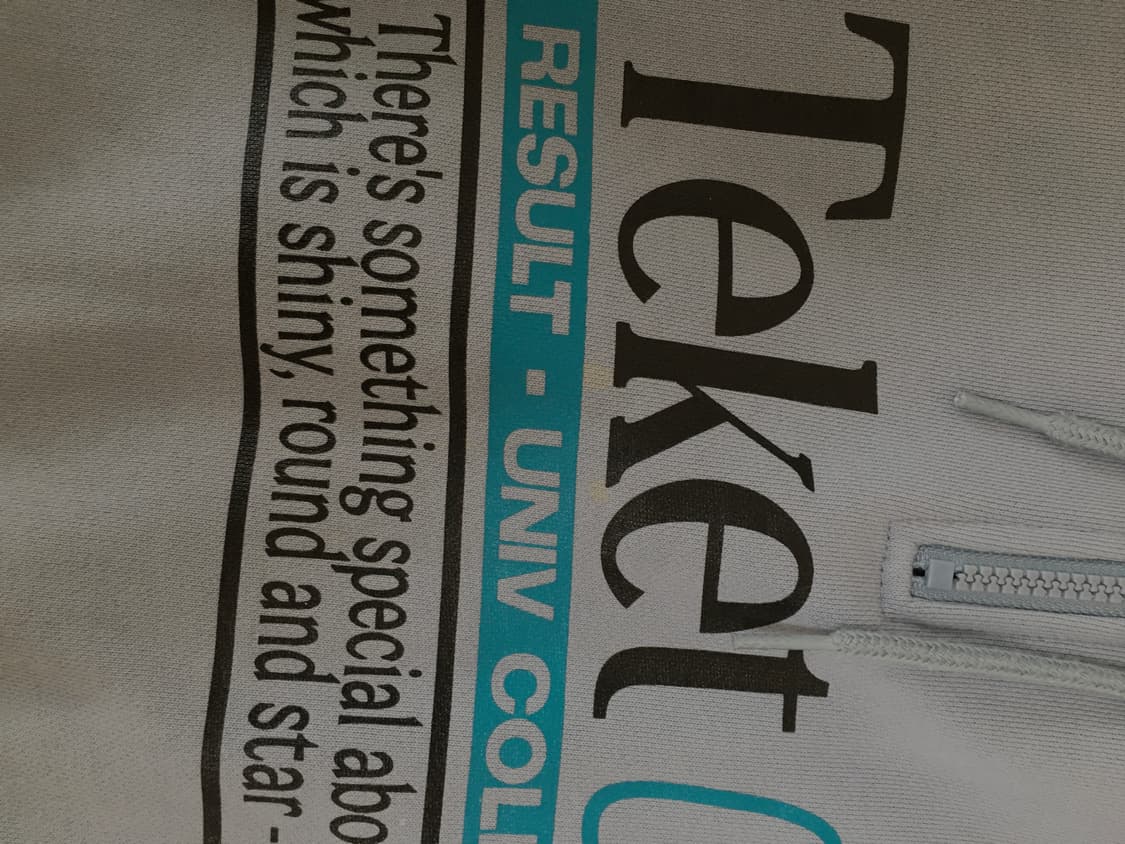 Teket
RESULT - UNIV COL
There's something special abo
which is shiny, round and star -